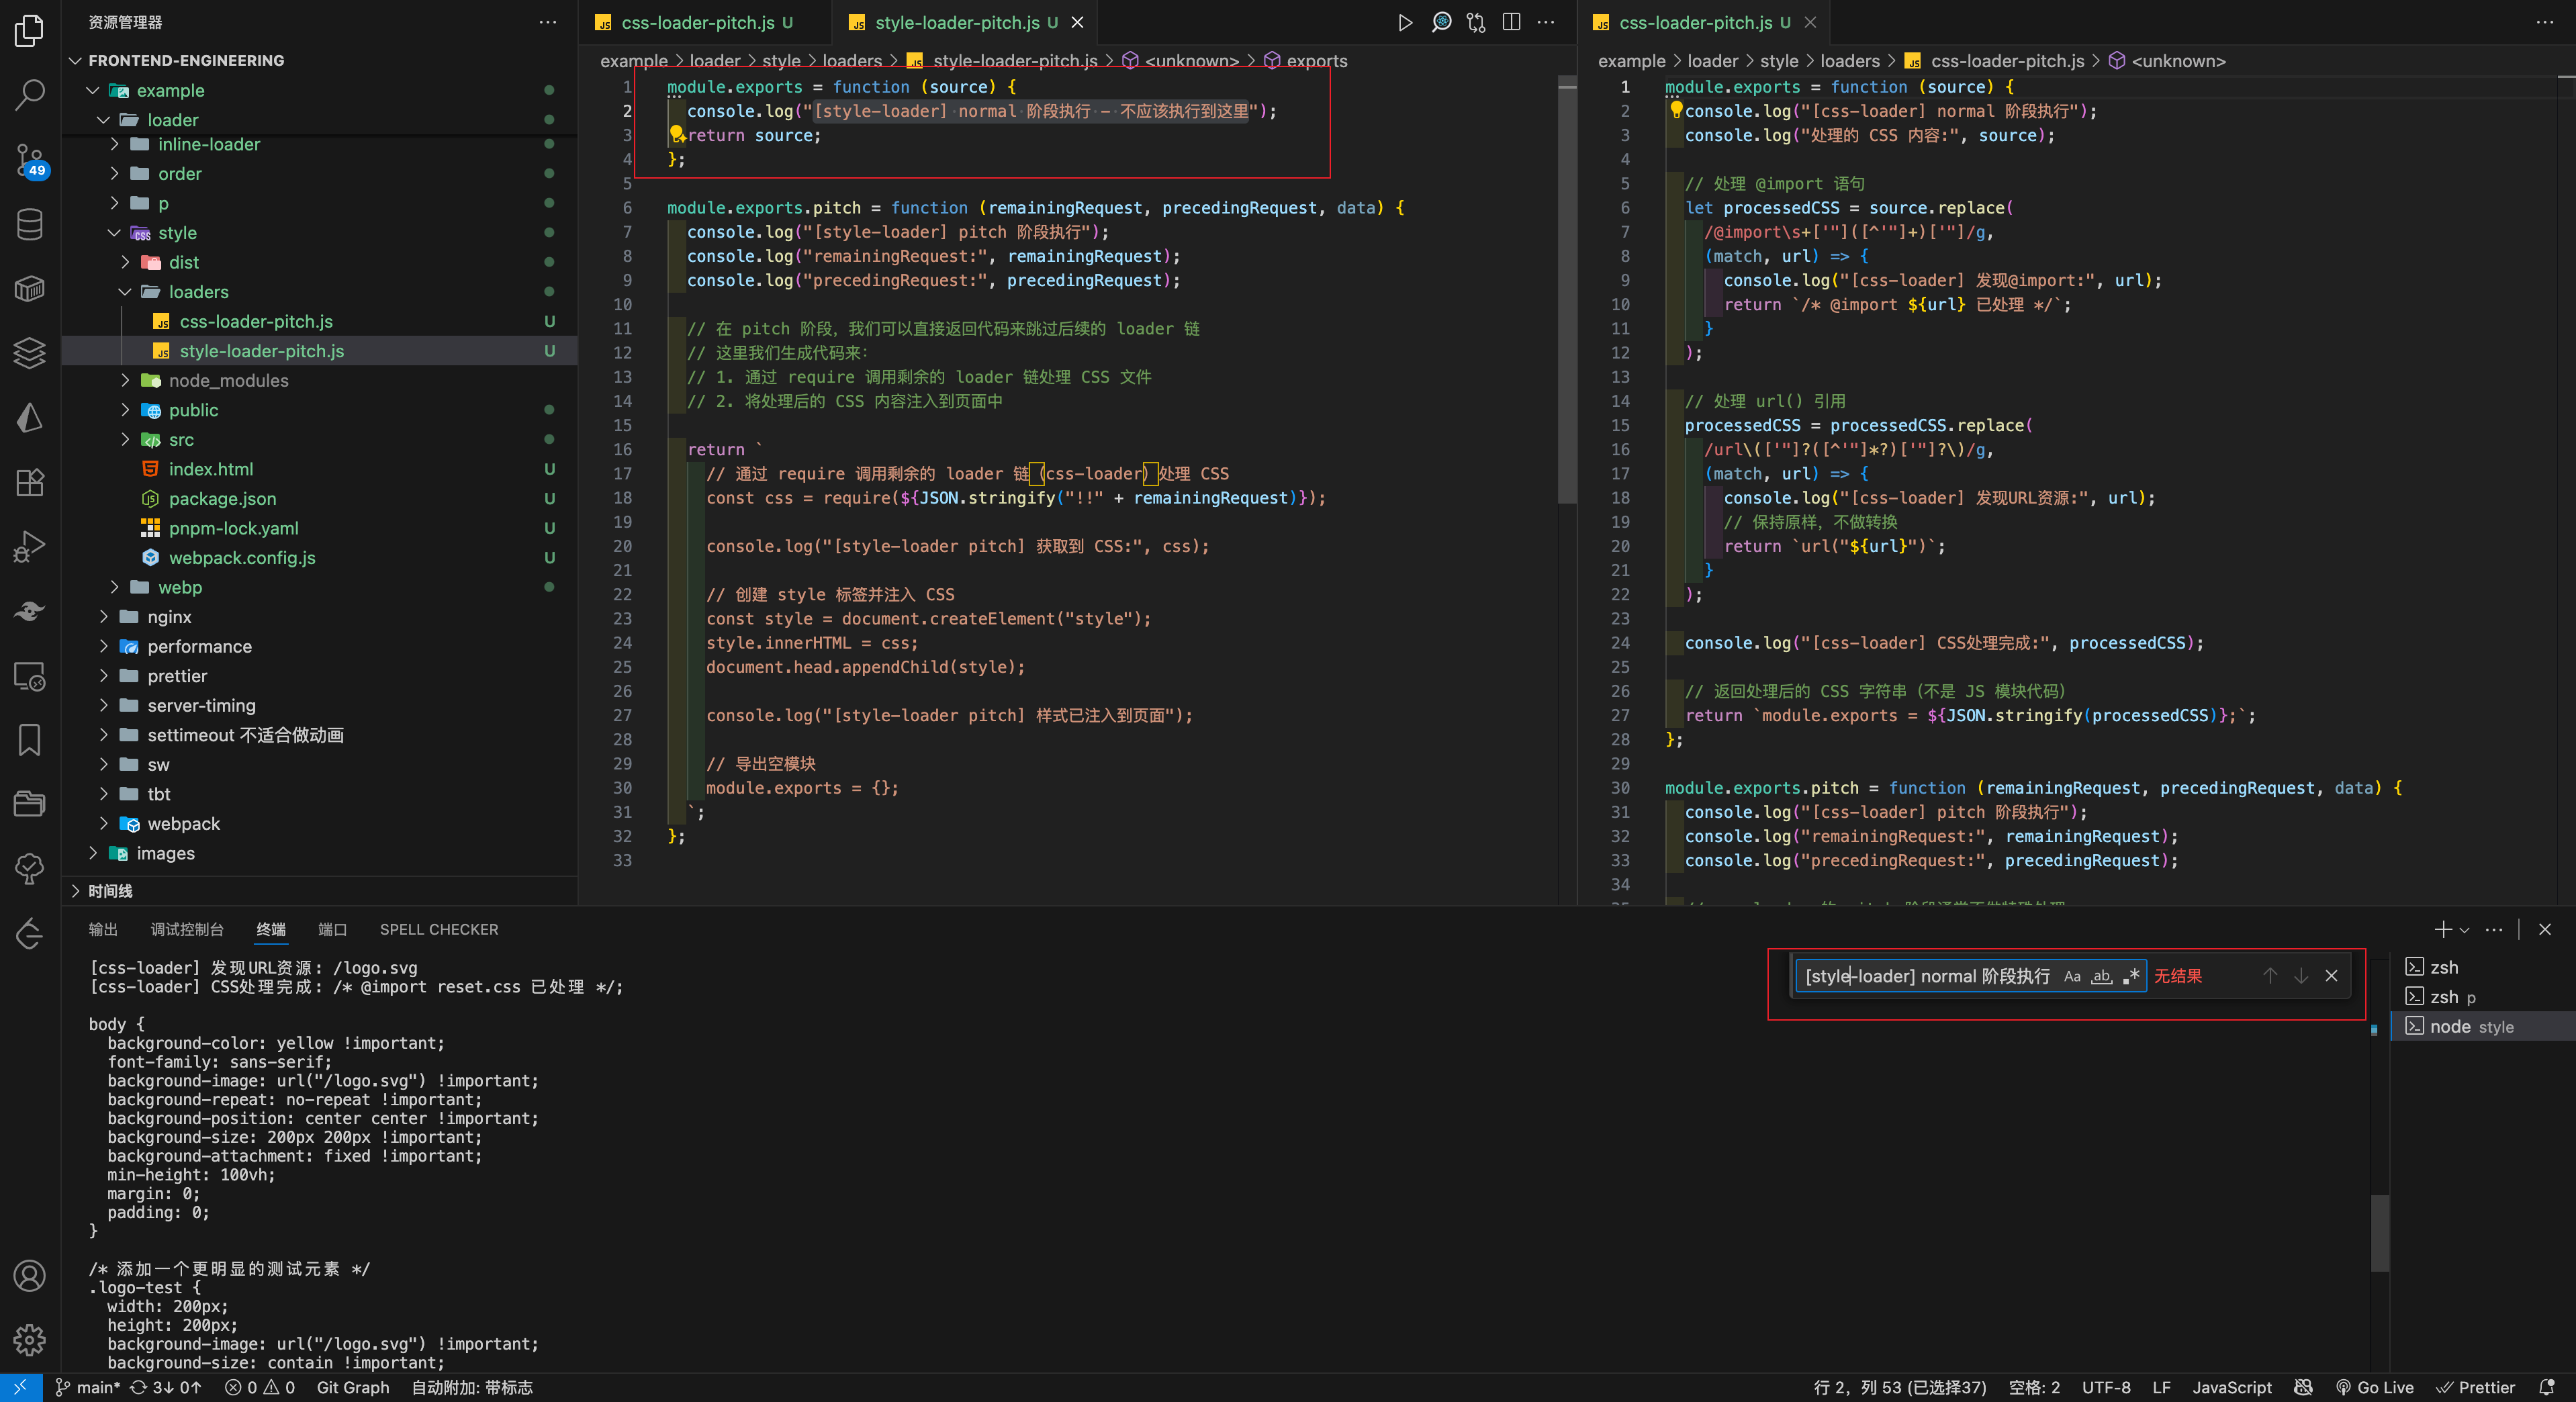 资源管理器
FRONTEND-ENGINEERING
example
loader
inline-loader
order
p
style
dist
loaders
css-loader-pitch.js U
style-loader-pitch.js U
node_modules
public
src
index.html U
package.json U
pnpm-lock.yaml U
webpack.config.js U
webp
nginx
performance
prettier
server-timing
settimeout 不适合做动画
sw
tbt
webpack
images
时间线
49
css-loader-pitch.js U
style-loader-pitch.js U
example > loader > style > loaders > style-loader-pitch.js > <unknown> > exports
1 module.exports = function (source) {
2 console.log("[style-loader] normal 阶段执行 - 不应该执行到这里");
3 return source;
4 };
5
6 module.exports.pitch = function (remainingRequest, precedingRequest, data) {
7 console.log("[style-loader] pitch 阶段执行");
8 console.log("remainingRequest:", remainingRequest);
9 console.log("precedingRequest:", precedingRequest);
10
11 // 在 pitch 阶段，我们可以直接返回代码来跳过后续的 loader 链
12 // 这里我们生成代码来：
13 // 1. 通过 require 调用剩余的 loader 链处理 CSS 文件
14 // 2. 将处理后的 CSS 内容注入到页面中
15
16 return `
17 // 通过 require 调用剩余的 loader 链（css-loader）处理 CSS
18 const css = require(${JSON.stringify("!!" + remainingRequest)});
19
20 console.log("[style-loader pitch] 获取到 CSS:", css);
21
22 // 创建 style 标签并注入 CSS
23 const style = document.createElement("style");
24 style.innerHTML = css;
25 document.head.appendChild(style);
26
27 console.log("[style-loader pitch] 样式已注入到页面");
28
29 // 导出空模块
30 module.exports = {};
31 `;
32 };
33
css-loader-pitch.js U
example > loader > style > loaders > css-loader-pitch.js > <unknown>
1 module.exports = function (source) {
2 console.log("[css-loader] normal 阶段执行");
3 console.log("处理的 CSS 内容:", source);
4
5 // 处理 @import 语句
6 let processedCSS = source.replace(
7 /@import\s+['"]([^'"]+)['"]/g,
8 (match, url) => {
9 console.log("[css-loader] 发现@import:", url);
10 return `/* @import ${url} 已处理 */`;
11 }
12 );
13
14 // 处理 url() 引用
15 processedCSS = processedCSS.replace(
16 /url\(['"]?([^'"]*?)['"]?\)/g,
17 (match, url) => {
18 console.log("[css-loader] 发现URL资源:", url);
19 // 保持原样，不做转换
20 return `url("${url}")`;
21 }
22 );
23
24 console.log("[css-loader] CSS处理完成:", processedCSS);
25
26 // 返回处理后的 CSS 字符串（不是 JS 模块代码）
27 return `module.exports = ${JSON.stringify(processedCSS)};`;
28 };
29
30 module.exports.pitch = function (remainingRequest, precedingRequest, data) {
31 console.log("[css-loader] pitch 阶段执行");
32 console.log("remainingRequest:", remainingRequest);
33 console.log("precedingRequest:", precedingRequest);
34
输出 调试控制台 终端 端口 SPELL CHECKER
[css-loader] 发现URL资源: /logo.svg
[css-loader] CSS处理完成: /* @import reset.css 已处理 */;
body {
background-color: yellow !important;
font-family: sans-serif;
background-image: url("/logo.svg") !important;
background-repeat: no-repeat !important;
background-position: center center !important;
background-size: 200px 200px !important;
background-attachment: fixed !important;
min-height: 100vh;
margin: 0;
padding: 0;
}
/* 添加一个更明显的测试元素 */
.logo-test {
width: 200px;
height: 200px;
background-image: url("/logo.svg") !important;
background-size: contain !important;
[style-loader] normal 阶段执行 Aa ab .* 无结果
zsh
zsh p
node style
main* 3↓ 0↑ 0 0 Git Graph 自动附加: 带标志
行 2，列 53 (已选择37) 空格: 2 UTF-8 LF JavaScript Go Live Prettier